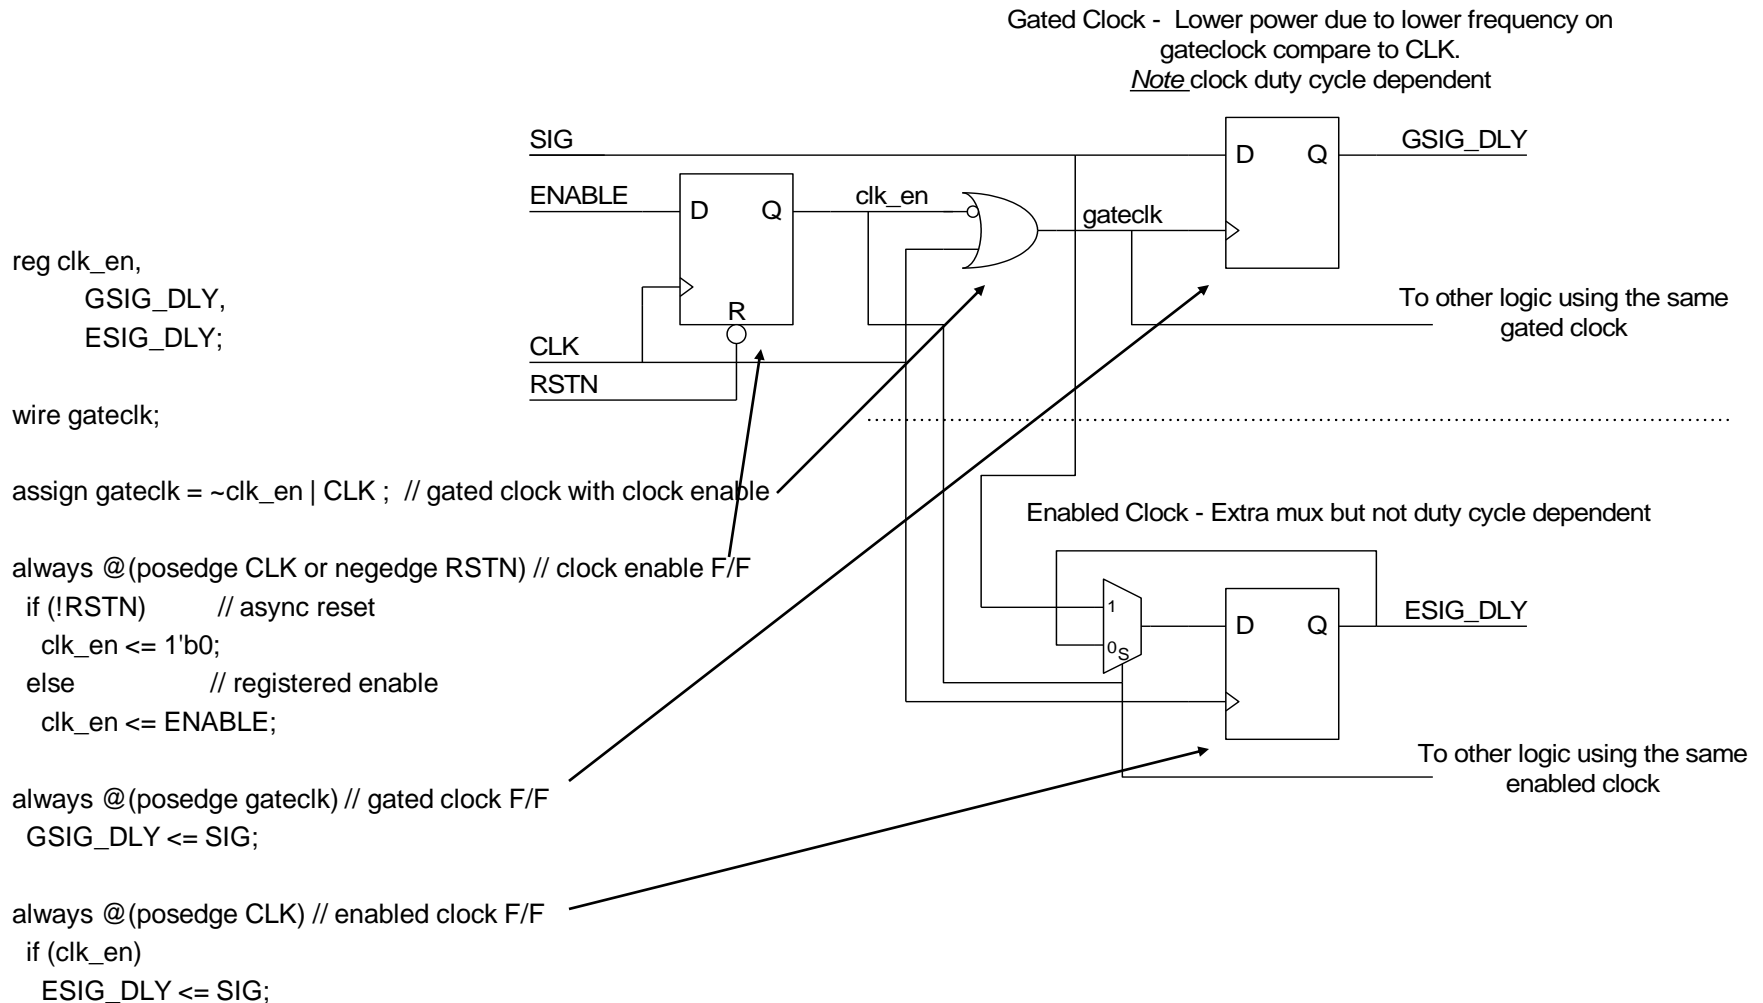 Gated Clock - Lower power due to lower frequency on
gateclock compare to CLK.
Note clock duty cycle dependent
SIG
D Q
GSIG_DLY
ENABLE
D Q
clk_en
gateclk
R
CLK
RSTN
To other logic using the same
gated clock
reg clk_en,
GSIG_DLY,
ESIG_DLY;
wire gateclk;
assign gateclk = ~clk_en | CLK ; // gated clock with clock enable
always @(posedge CLK or negedge RSTN) // clock enable F/F
if (!RSTN) // async reset
clk_en <= 1'b0;
else // registered enable
clk_en <= ENABLE;
always @(posedge gateclk) // gated clock F/F
GSIG_DLY <= SIG;
always @(posedge CLK) // enabled clock F/F
if (clk_en)
ESIG_DLY <= SIG;
Enabled Clock - Extra mux but not duty cycle dependent
1
0
S
D Q
ESIG_DLY
To other logic using the same
enabled clock